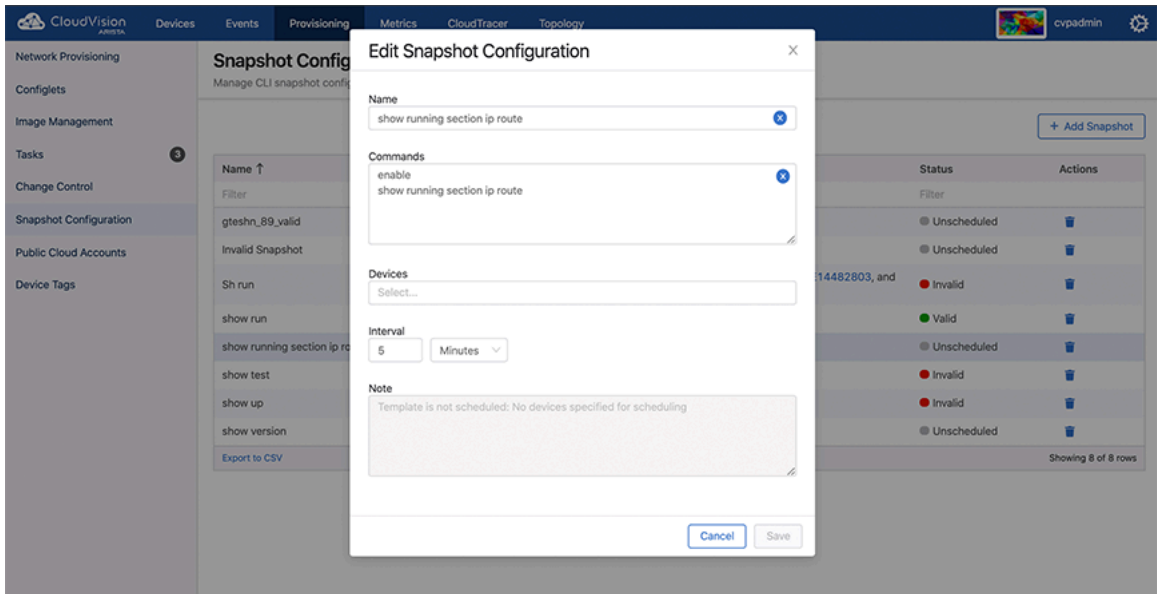 CloudVision
ARISTA
Devices
Events
Provisioning
Metrics
CloudTracer
Topology
cvpadmin
Network Provisioning
Configlets
Image Management
Tasks
3
Change Control
Snapshot Configuration
Public Cloud Accounts
Device Tags
Snapshot Config
Manage CLI snapshot config
+ Add Snapshot
Name ↑
Status
Actions
Filter
Filter
gteshn_89_valid
Unscheduled
Invalid Snapshot
Unscheduled
Sh run
14482803, and
Invalid
show run
Valid
show running section ip ro
Unscheduled
show test
Invalid
show up
Invalid
show version
Unscheduled
Export to CSV
Showing 8 of 8 rows
Edit Snapshot Configuration
Name
show running section ip route
Commands
enable
show running section ip route
Devices
Select...
Interval
5
Minutes
Note
Template is not scheduled: No devices specified for scheduling
Cancel
Save